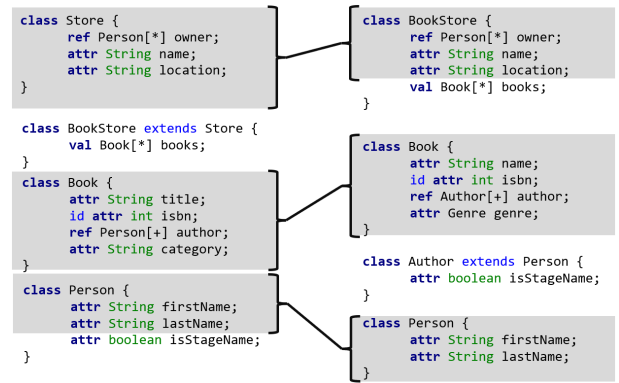 class Store {
ref Person[*] owner;
attr String name;
attr String location;
}
class BookStore extends Store {
val Book[*] books;
}
class Book {
attr String title;
id attr int isbn;
ref Person[+] author;
attr String category;
}
class Person {
attr String firstName;
attr String lastName;
attr boolean isStageName;
}
class BookStore {
ref Person[*] owner;
attr String name;
attr String location;
val Book[*] books;
}
class Book {
attr String name;
id attr int isbn;
ref Author[+] author;
attr Genre genre;
}
class Author extends Person {
attr boolean isStageName;
}
class Person {
attr String firstName;
attr String lastName;
}